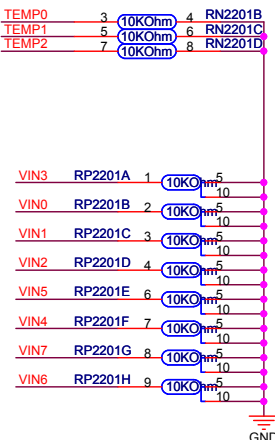 TEMP0 3 10KOhm 4 RN2201B
TEMP1 5 10KOhm 6 RN2201C
TEMP2 7 10KOhm 8 RN2201D
VIN3 RP2201A 1 10KOhm 5
10
VIN0 RP2201B 2 10KOhm 5
10
VIN1 RP2201C 3 10KOhm 5
10
VIN2 RP2201D 4 10KOhm 5
10
VIN5 RP2201E 6 10KOhm 5
10
VIN4 RP2201F 7 10KOhm 5
10
VIN7 RP2201G 8 10KOhm 5
10
VIN6 RP2201H 9 10KOhm 5
10
GND